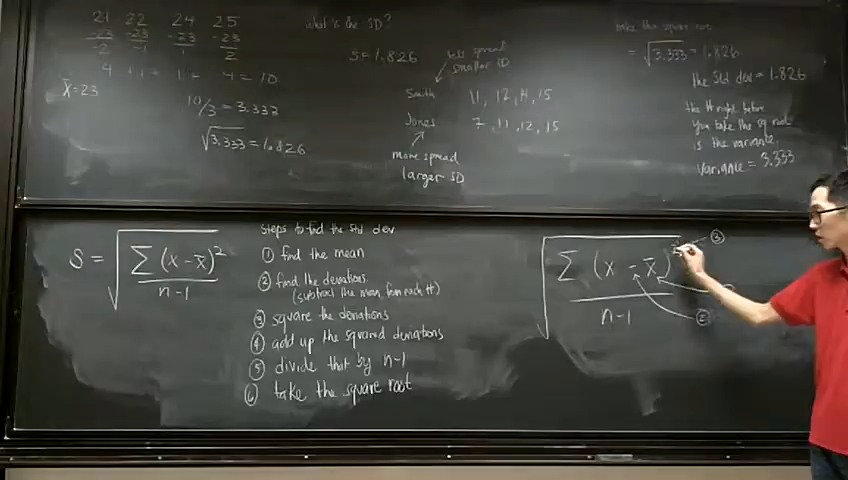 21 22 24 25
-23 -23 -23 -23
-2 -1 1 2
4 + 1 + 1 + 4 = 10
x̄=23
10/3 = 3.333
√3.333 = 1.826
what is the SD?
S = 1.826
less spread
smaller SD
Smith 11, 12, 14, 15
Jones 7, 11, 12, 15
more spread
larger SD
take the square root
= √3.333 = 1.826
the Std dev = 1.826
the # right before
you take the sq root
is the variance.
Variance = 3.333
S = √ Σ (x - x̄)²
n-1
Steps to find the Std dev
① find the mean
② find the deviations
(subtract the mean from each #)
③ square the deviations
④ add up the squared deviations
⑤ divide that by n-1
⑥ take the square root
√ Σ (x - x̄)
n-1
③
②